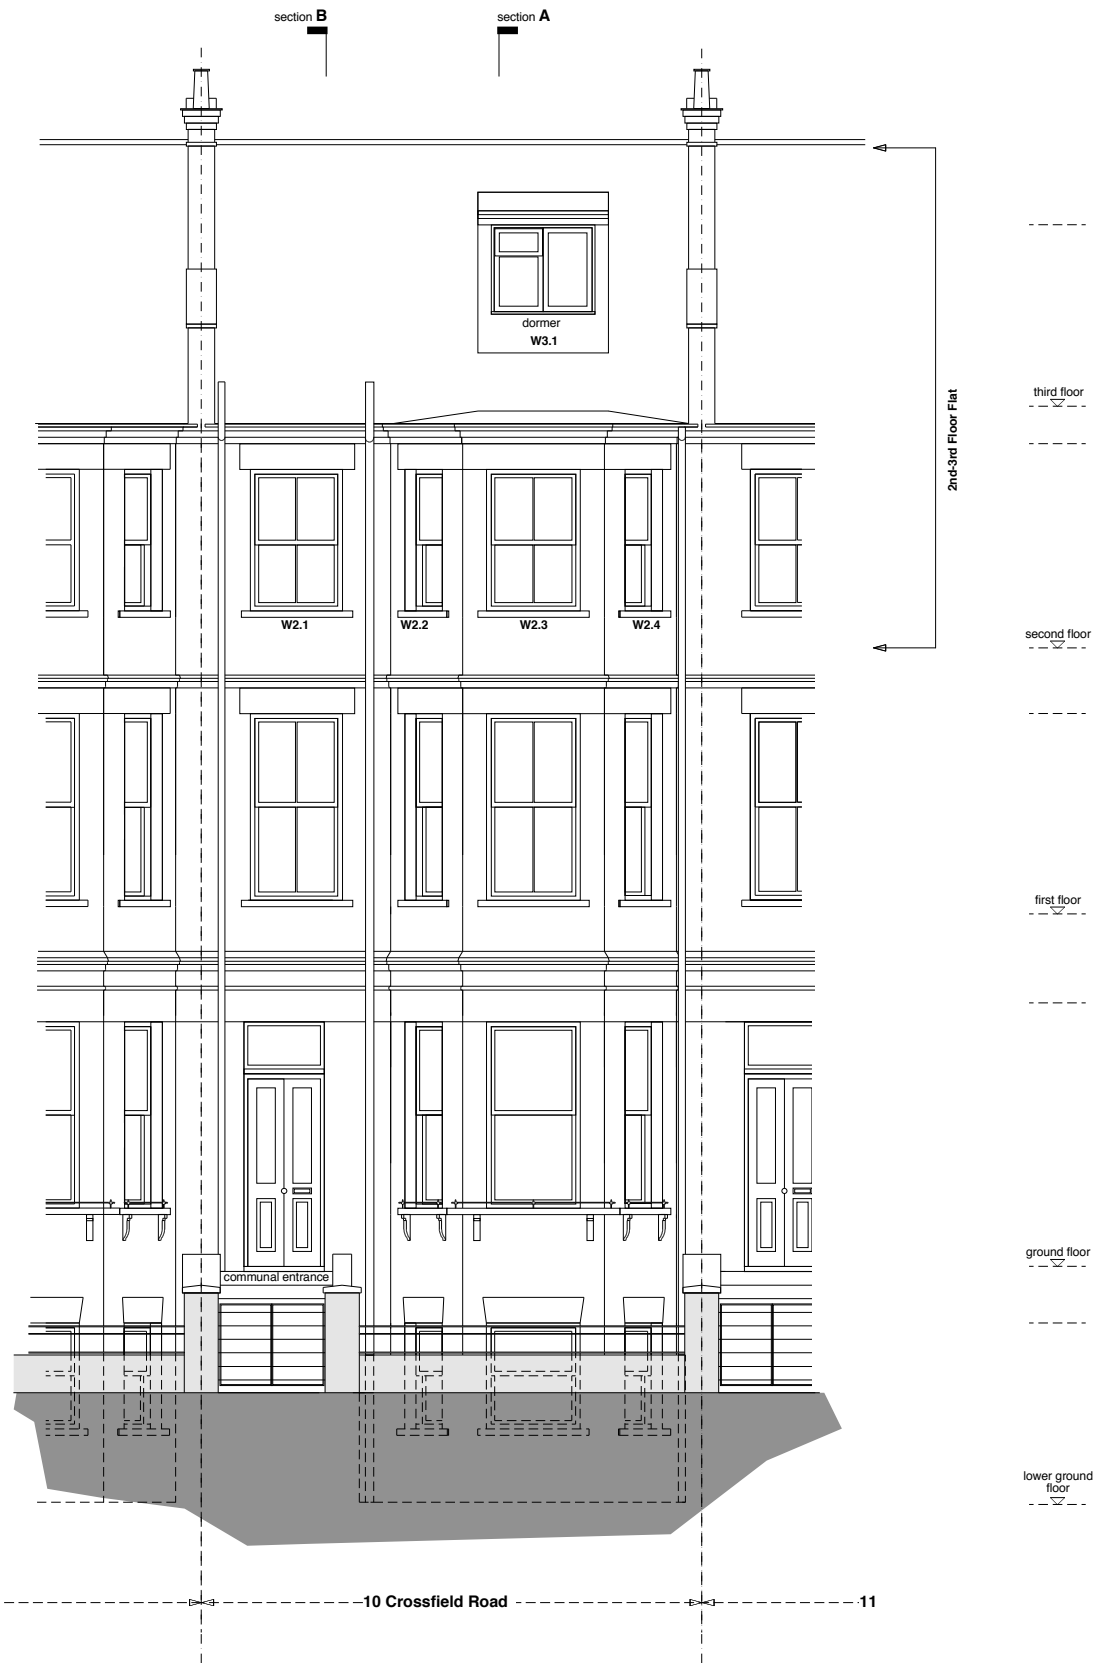 section B
section A
dormer
W3.1
third floor
2nd-3rd Floor Flat
W2.1
W2.2
W2.3
W2.4
second floor
first floor
ground floor
communal entrance
lower ground
floor
10 Crossfield Road
11